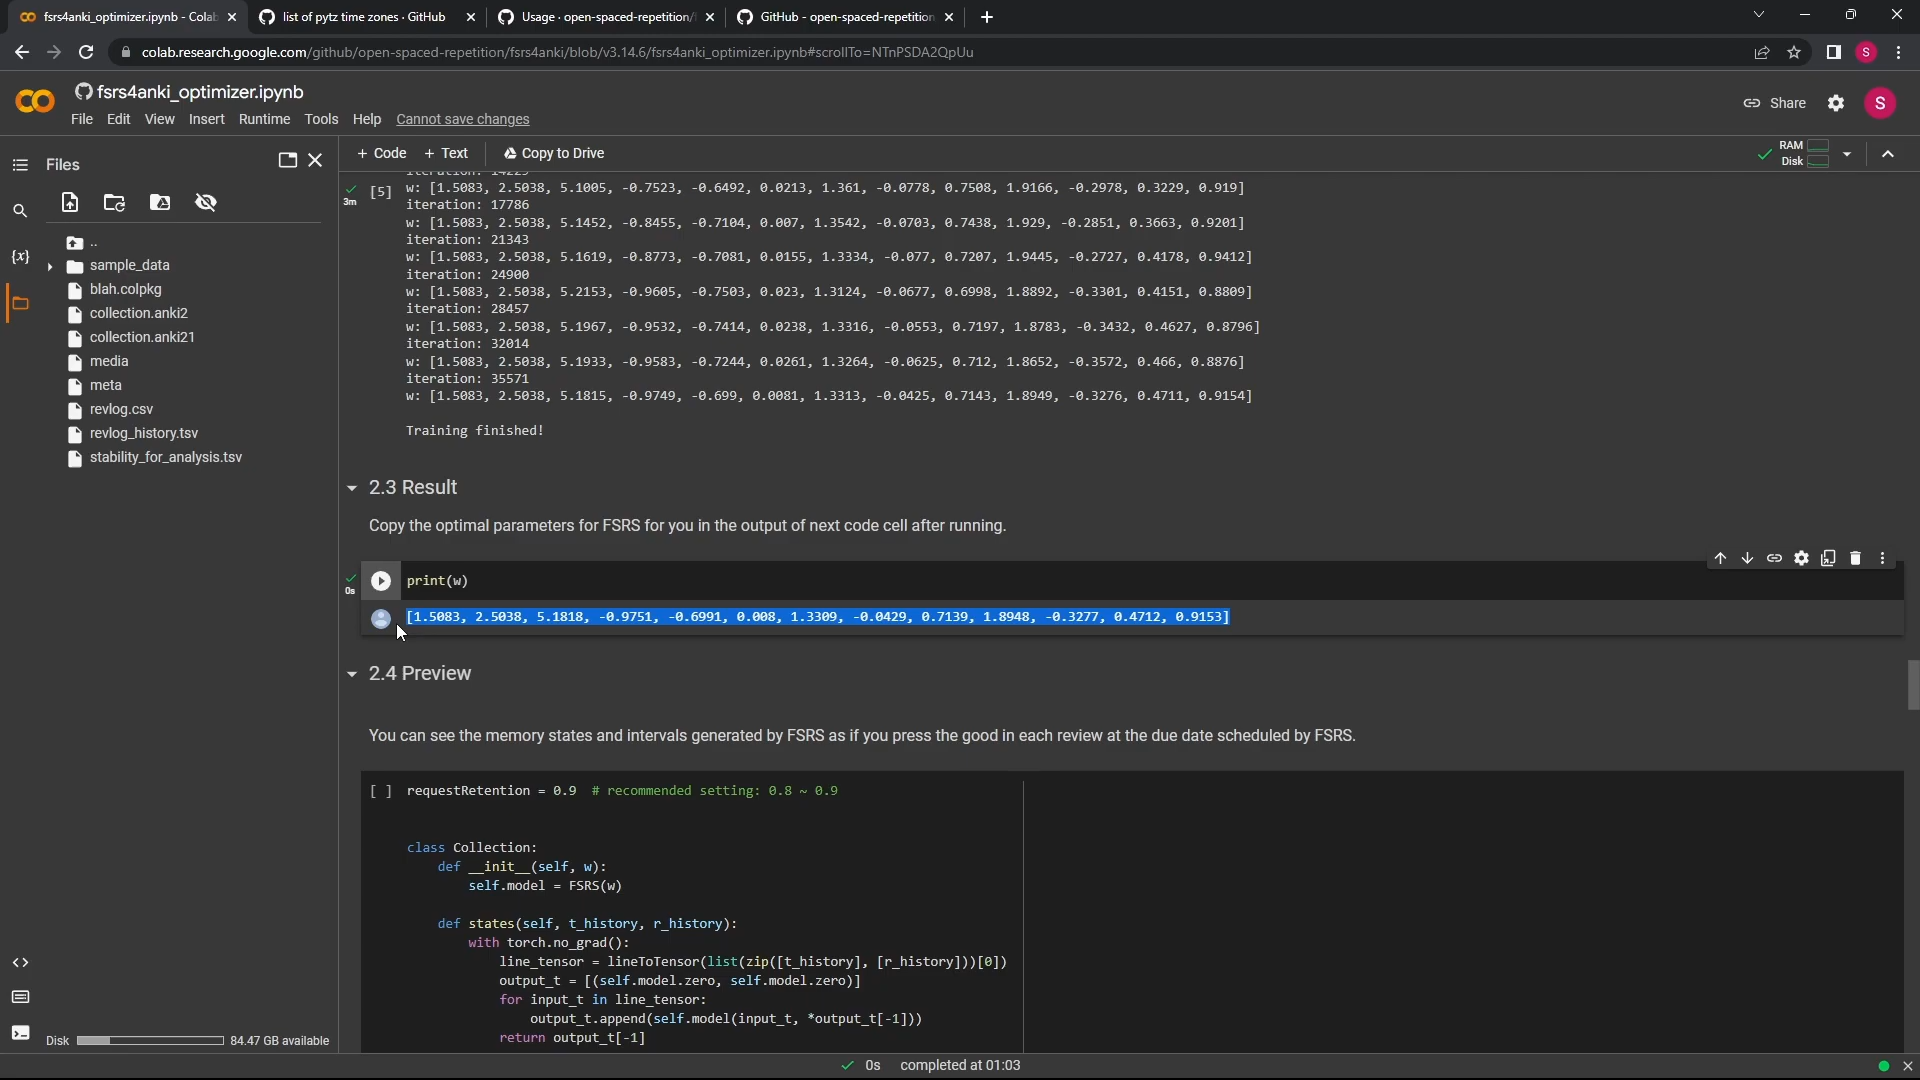 fsrs4anki_optimizer.ipynb - Colab
list of pytz time zones · GitHub
Usage · open-spaced-repetition/
GitHub - open-spaced-repetition
colab.research.google.com/github/open-spaced-repetition/fsrs4anki/blob/v3.14.6/fsrs4anki_optimizer.ipynb#scrollTo=NTnPSDA2QpUu
S
fsrs4anki_optimizer.ipynb
File Edit View Insert Runtime Tools Help Cannot save changes
Share
S
Files
+ Code + Text Copy to Drive
RAM
Disk
..
sample_data
blah.colpkg
collection.anki2
collection.anki21
media
meta
revlog.csv
revlog_history.tsv
stability_for_analysis.tsv
Disk 84.47 GB available
{x}
3m
[5]
w: [1.5083, 2.5038, 5.1005, -0.7523, -0.6492, 0.0213, 1.361, -0.0778, 0.7508, 1.9166, -0.2978, 0.3229, 0.919]
iteration: 17786
w: [1.5083, 2.5038, 5.1452, -0.8455, -0.7104, 0.007, 1.3542, -0.0703, 0.7438, 1.929, -0.2851, 0.3663, 0.9201]
iteration: 21343
w: [1.5083, 2.5038, 5.1619, -0.8773, -0.7081, 0.0155, 1.3334, -0.077, 0.7207, 1.9445, -0.2727, 0.4178, 0.9412]
iteration: 24900
w: [1.5083, 2.5038, 5.2153, -0.9605, -0.7503, 0.023, 1.3124, -0.0677, 0.6998, 1.8892, -0.3301, 0.4151, 0.8809]
iteration: 28457
w: [1.5083, 2.5038, 5.1967, -0.9532, -0.7414, 0.0238, 1.3316, -0.0553, 0.7197, 1.8783, -0.3432, 0.4627, 0.8796]
iteration: 32014
w: [1.5083, 2.5038, 5.1933, -0.9583, -0.7244, 0.0261, 1.3264, -0.0625, 0.712, 1.8652, -0.3572, 0.466, 0.8876]
iteration: 35571
w: [1.5083, 2.5038, 5.1815, -0.9749, -0.699, 0.0081, 1.3313, -0.0425, 0.7143, 1.8949, -0.3276, 0.4711, 0.9154]
Training finished!
2.3 Result
Copy the optimal parameters for FSRS for you in the output of next code cell after running.
0s
print(w)
[1.5083, 2.5038, 5.1818, -0.9751, -0.6991, 0.008, 1.3309, -0.0429, 0.7139, 1.8948, -0.3277, 0.4712, 0.9153]
2.4 Preview
You can see the memory states and intervals generated by FSRS as if you press the good in each review at the due date scheduled by FSRS.
[ ] requestRetention = 0.9 # recommended setting: 0.8 ~ 0.9
class Collection:
def __init__(self, w):
self.model = FSRS(w)
def states(self, t_history, r_history):
with torch.no_grad():
line_tensor = lineToTensor(list(zip([t_history], [r_history]))[0])
output_t = [(self.model.zero, self.model.zero)]
for input_t in line_tensor:
output_t.append(self.model(input_t, *output_t[-1]))
return output_t[-1]
0s completed at 01:03